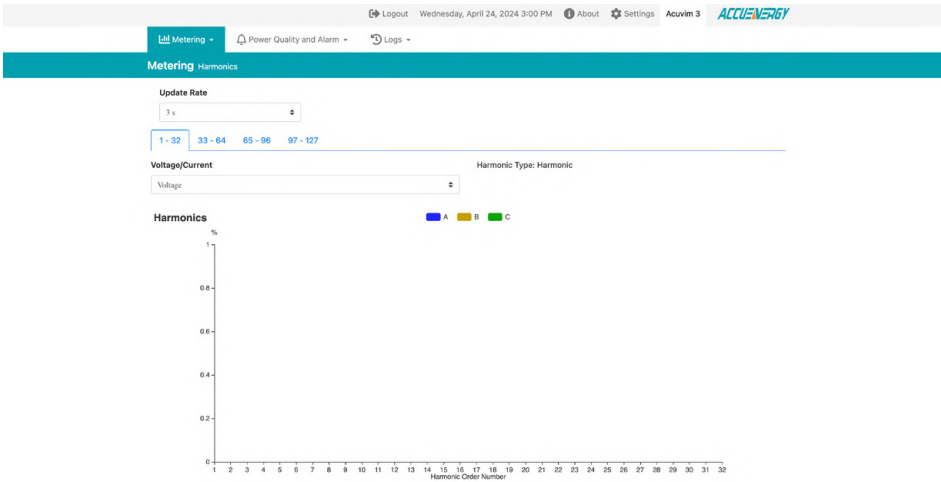 Logout Wednesday, April 24, 2024 3:00 PM About Settings Acuvim 3 ACCUENERGY
Metering Power Quality and Alarm Logs
Metering Harmonics
Update Rate
3 s
1 - 32 33 - 64 65 - 96 97 - 127
Voltage/Current Harmonic Type: Harmonic
Voltage
Harmonics A B C
%
1
0.8
0.6
0.4
0.2
0
1 2 3 4 5 6 7 8 9 10 11 12 13 14 15 16 17 18 19 20 21 22 23 24 25 26 27 28 29 30 31 32
Harmonic Order Number